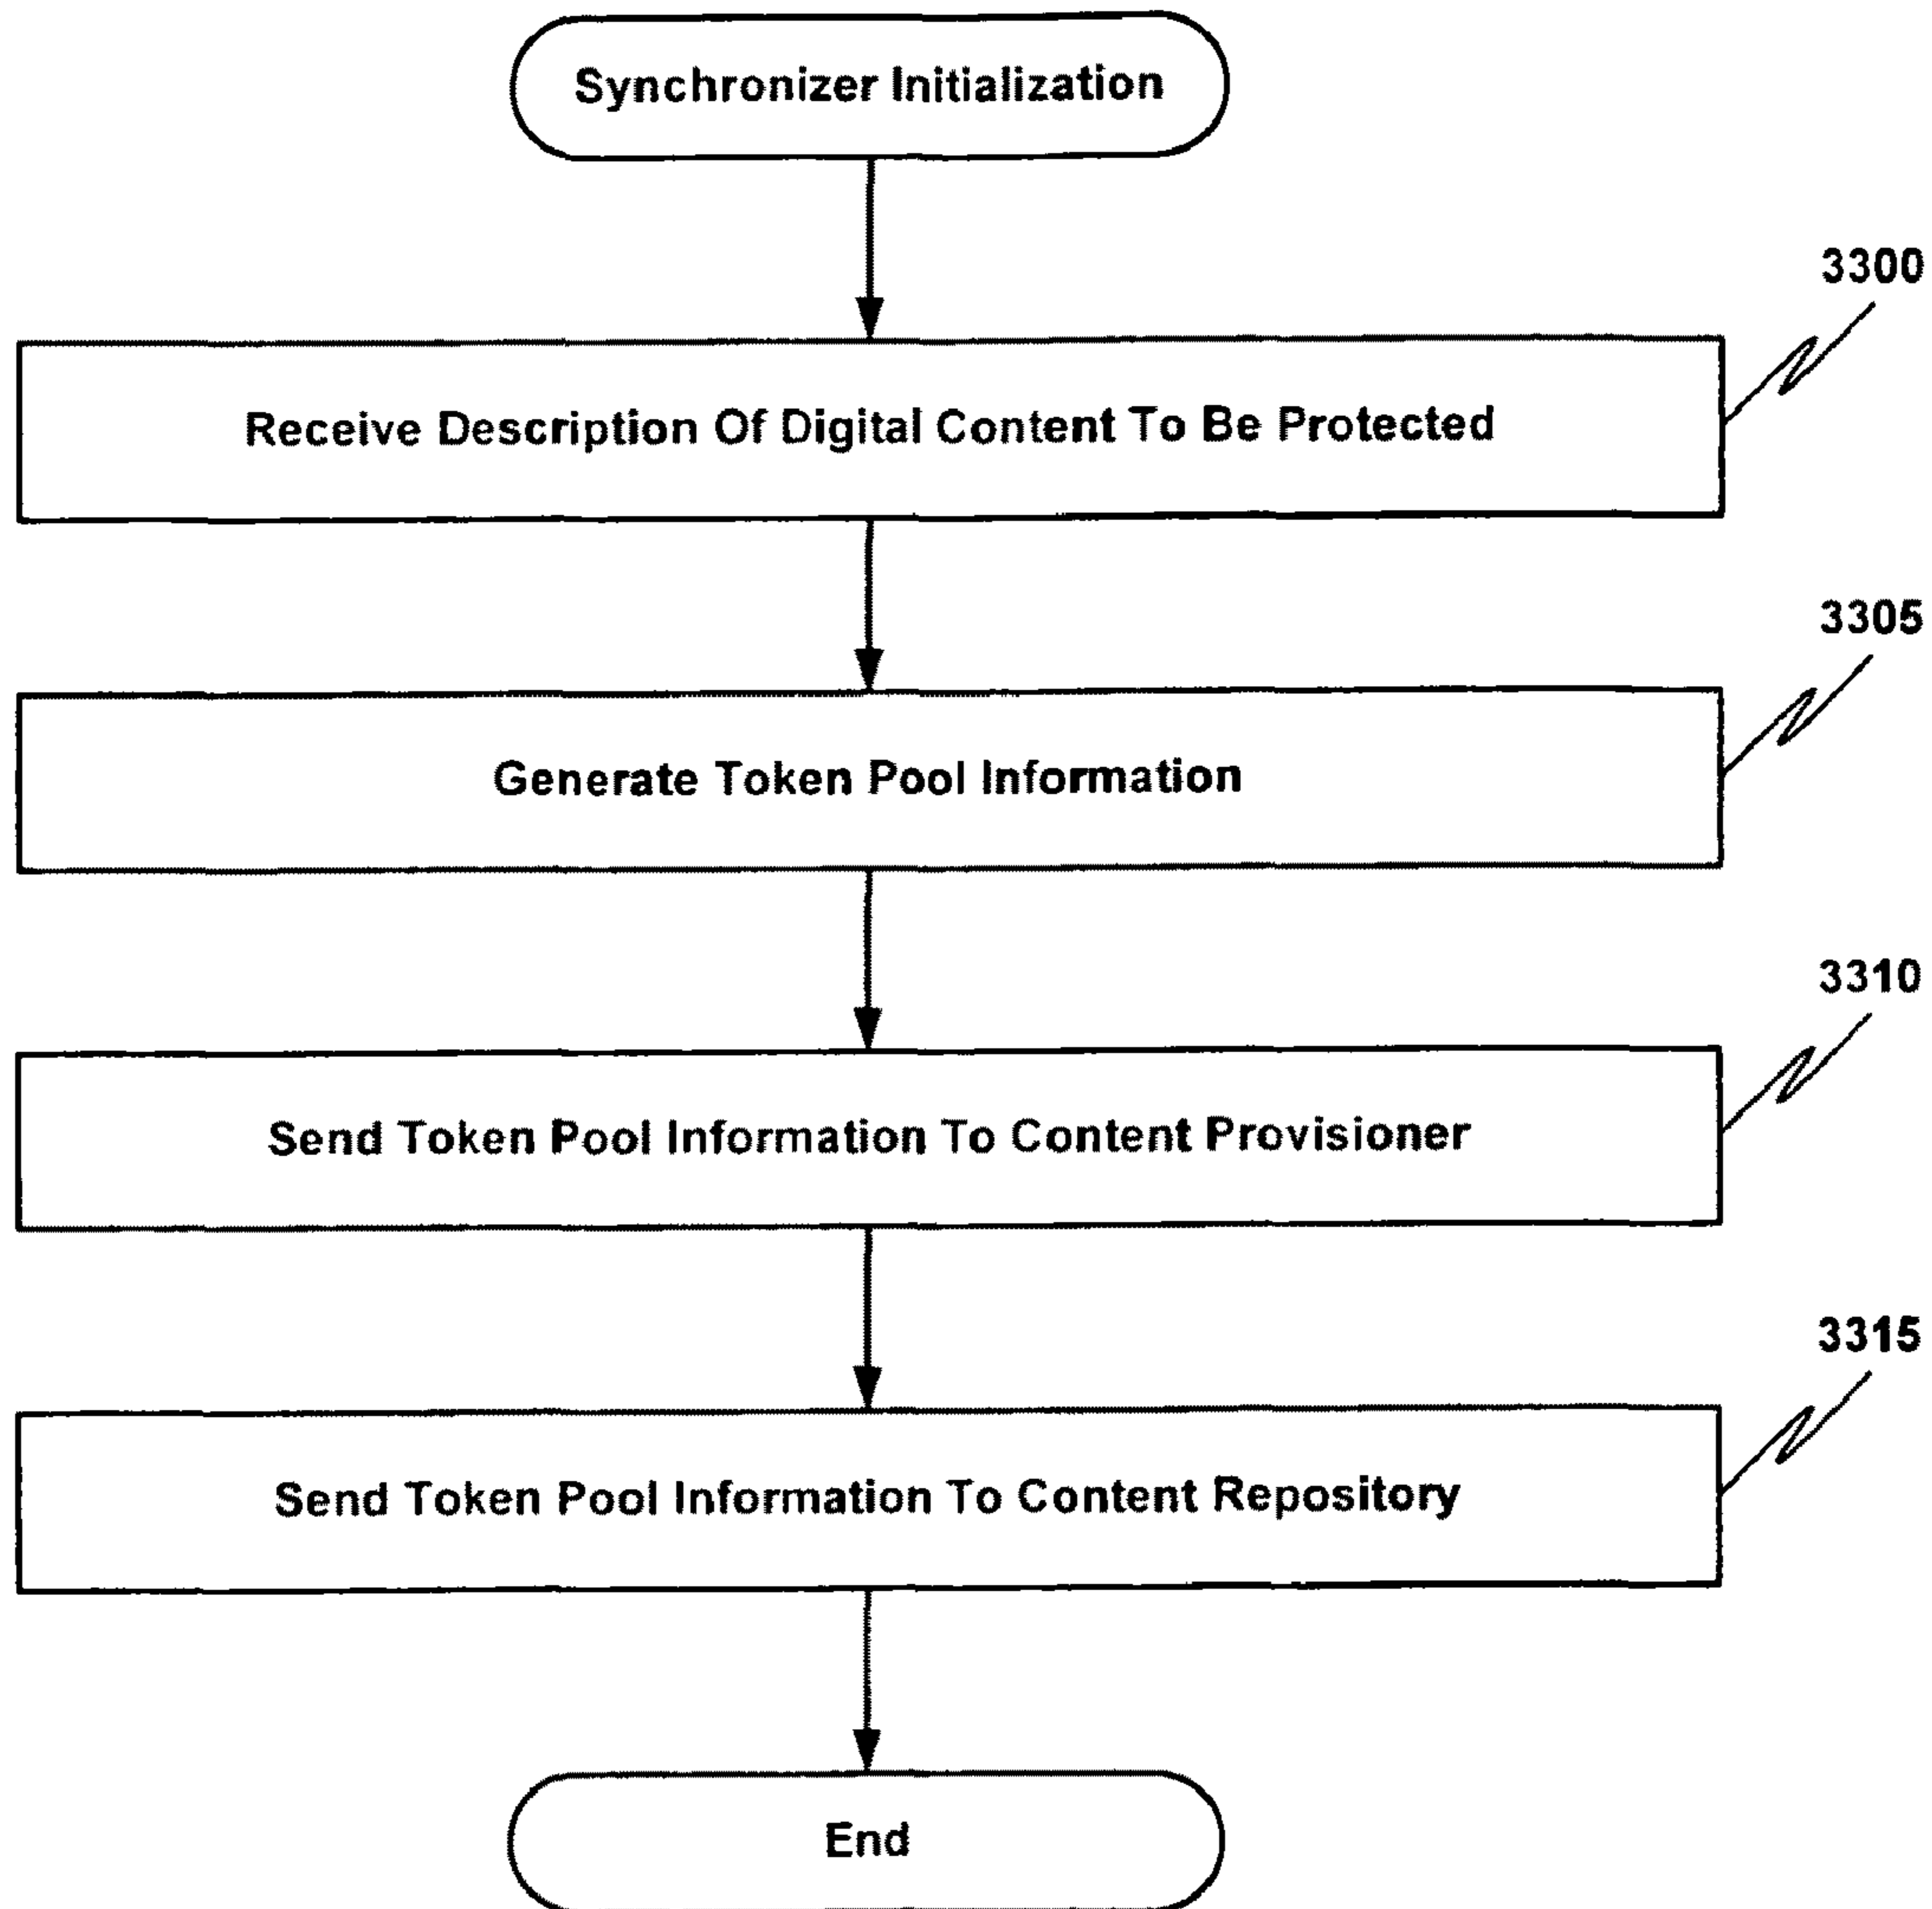 Synchronizer Initialization
3300
Receive Description Of Digital Content To Be Protected
3305
Generate Token Pool Information
3310
Send Token Pool Information To Content Provisioner
3315
Send Token Pool Information To Content Repository
End